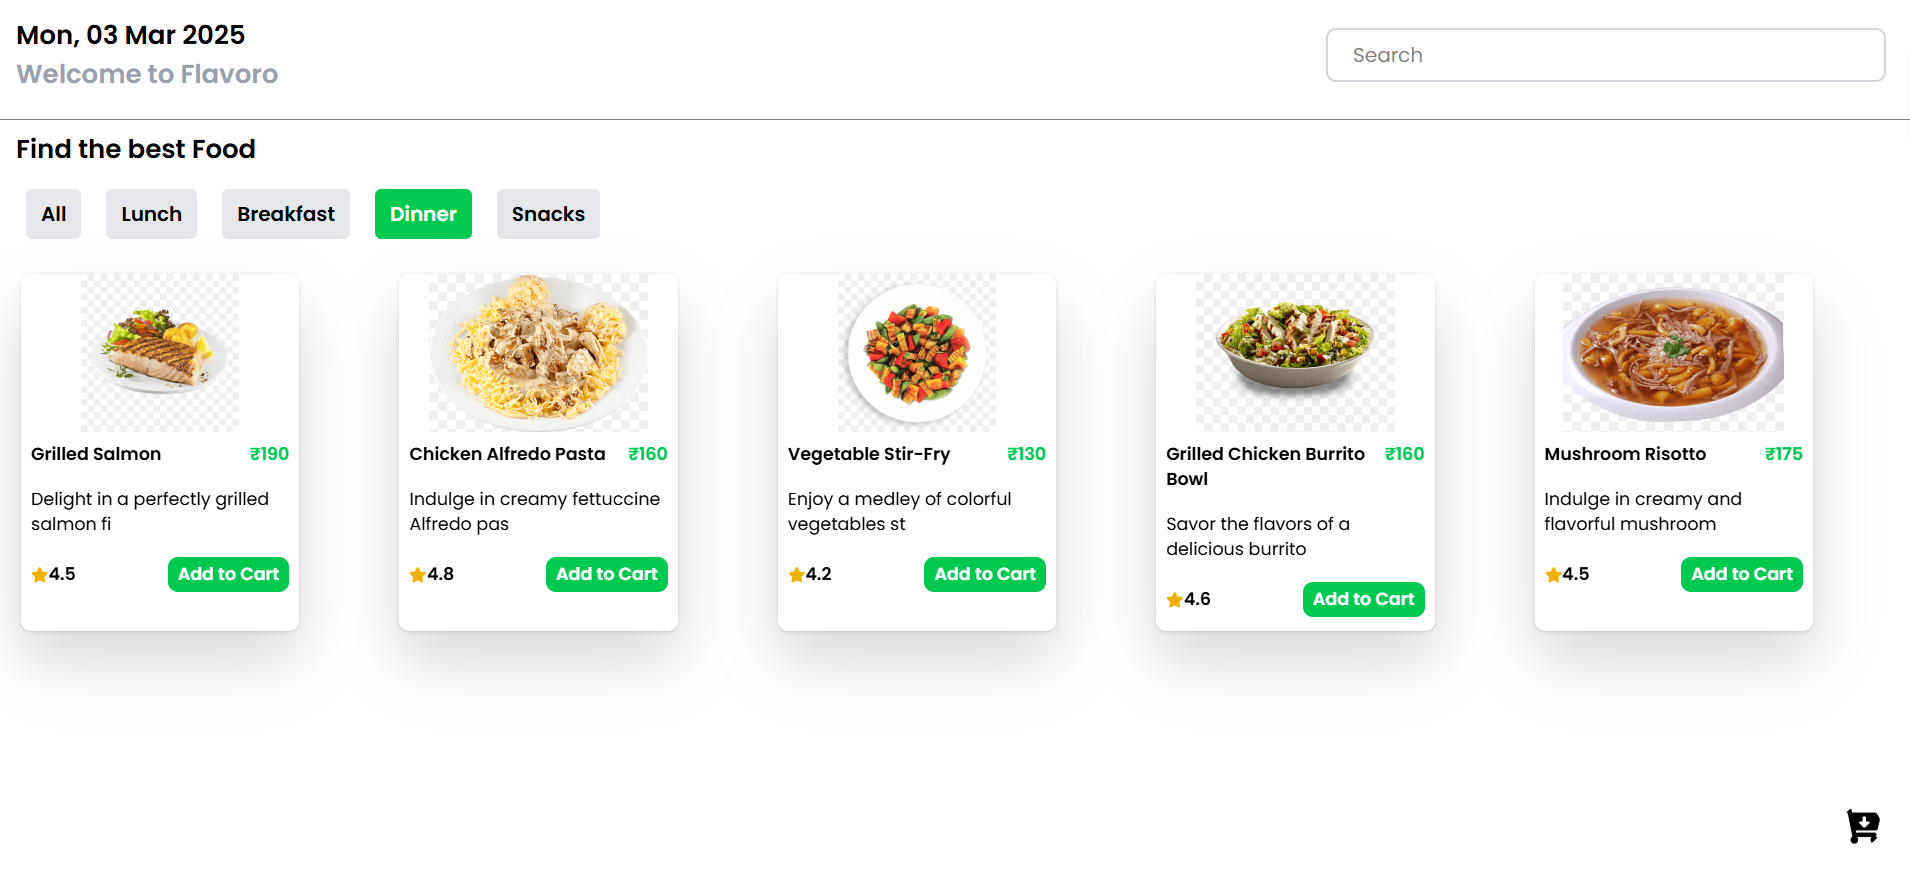 Mon, 03 Mar 2025
Welcome to Flavoro
Search
Find the best Food
All
Lunch
Breakfast
Dinner
Snacks
Grilled Salmon ₹190
Delight in a perfectly grilled
salmon fi
4.5 Add to Cart
Chicken Alfredo Pasta ₹160
Indulge in creamy fettuccine
Alfredo pas
4.8 Add to Cart
Vegetable Stir-Fry ₹130
Enjoy a medley of colorful
vegetables st
4.2 Add to Cart
Grilled Chicken Burrito ₹160
Bowl
Savor the flavors of a
delicious burrito
4.6 Add to Cart
Mushroom Risotto ₹175
Indulge in creamy and
flavorful mushroom
4.5 Add to Cart